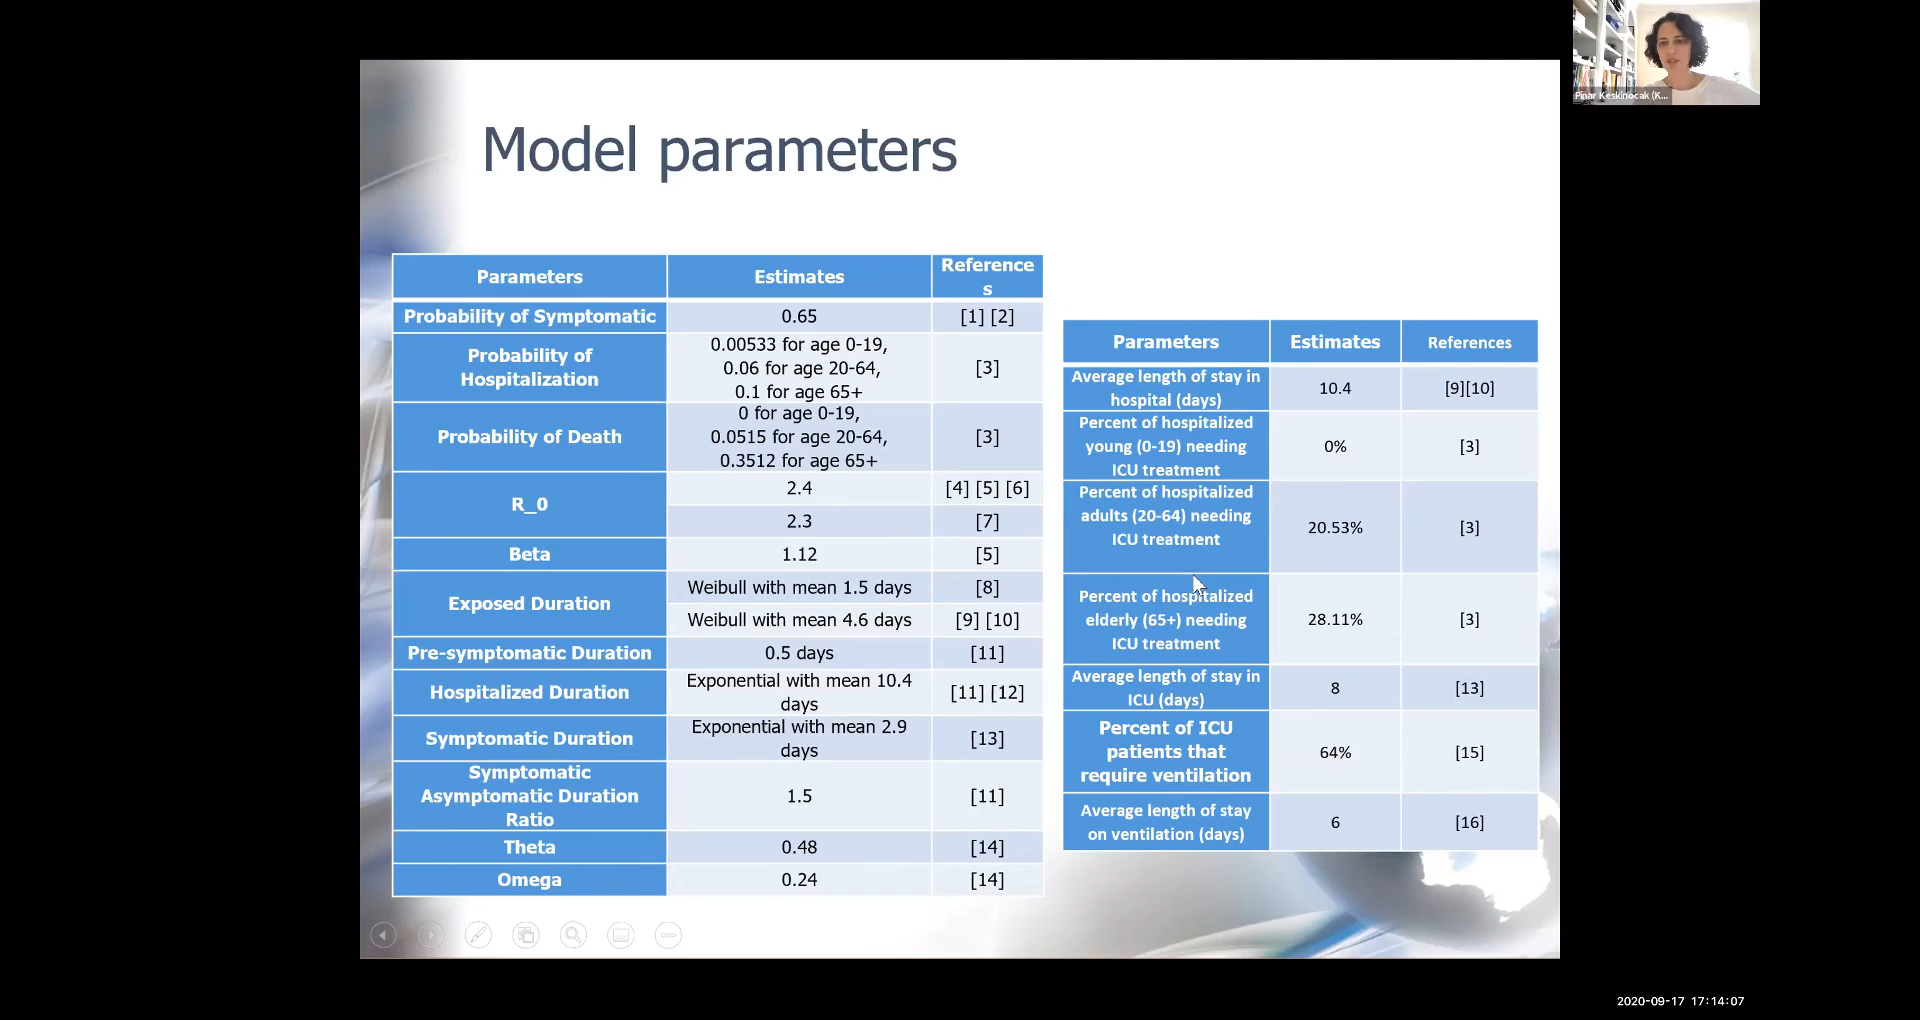 Pinar Keskinocak (K...
Model parameters
Parameters
Estimates
Reference
s
Probability of Symptomatic
0.65
[1] [2]
Probability of
Hospitalization
0.00533 for age 0-19,
0.06 for age 20-64,
0.1 for age 65+
[3]
Probability of Death
0 for age 0-19,
0.0515 for age 20-64,
0.3512 for age 65+
[3]
R_0
2.4
[4] [5] [6]
2.3
[7]
Beta
1.12
[5]
Exposed Duration
Weibull with mean 1.5 days
[8]
Weibull with mean 4.6 days
[9] [10]
Pre-symptomatic Duration
0.5 days
[11]
Hospitalized Duration
Exponential with mean 10.4
days
[11] [12]
Symptomatic Duration
Exponential with mean 2.9
days
[13]
Symptomatic
Asymptomatic Duration
Ratio
1.5
[11]
Theta
0.48
[14]
Omega
0.24
[14]
Parameters
Estimates
References
Average length of stay in
hospital (days)
10.4
[9][10]
Percent of hospitalized
young (0-19) needing
ICU treatment
0%
[3]
Percent of hospitalized
adults (20-64) needing
ICU treatment
20.53%
[3]
Percent of hospitalized
elderly (65+) needing
ICU treatment
28.11%
[3]
Average length of stay in
ICU (days)
8
[13]
Percent of ICU
patients that
require ventilation
64%
[15]
Average length of stay
on ventilation (days)
6
[16]
2020-09-17 17:14:07